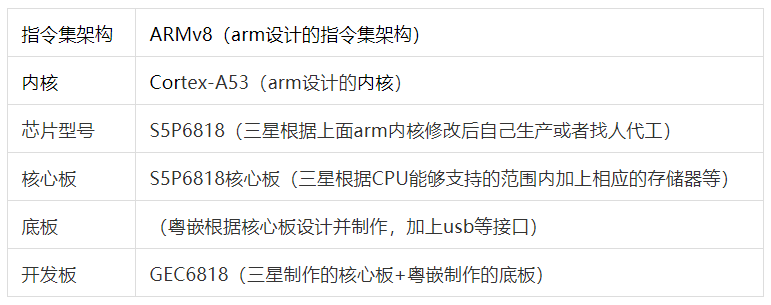 指令集架构 ARMv8（arm设计的指令集架构）
内核 Cortex-A53（arm设计的内核）
芯片型号 S5P6818（三星根据上面arm内核修改后自己生产或者找人代工）
核心板 S5P6818核心板（三星根据CPU能够支持的范围内加上相应的存储器等）
底板 （粤嵌根据核心板设计并制作，加上usb等接口）
开发板 GEC6818（三星制作的核心板+粤嵌制作的底板）